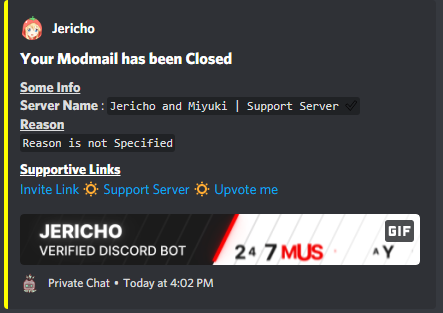 Jericho
Your Modmail has been Closed
Some Info
Server Name : Jericho and Miyuki | Support Server ✔
Reason
Reason is not Specified
Supportive Links
Invite Link 🔅 Support Server 🔅 Upvote me
JERICHO
VERIFIED DISCORD BOT
24 7 MUS
AY
GIF
Private Chat • Today at 4:02 PM